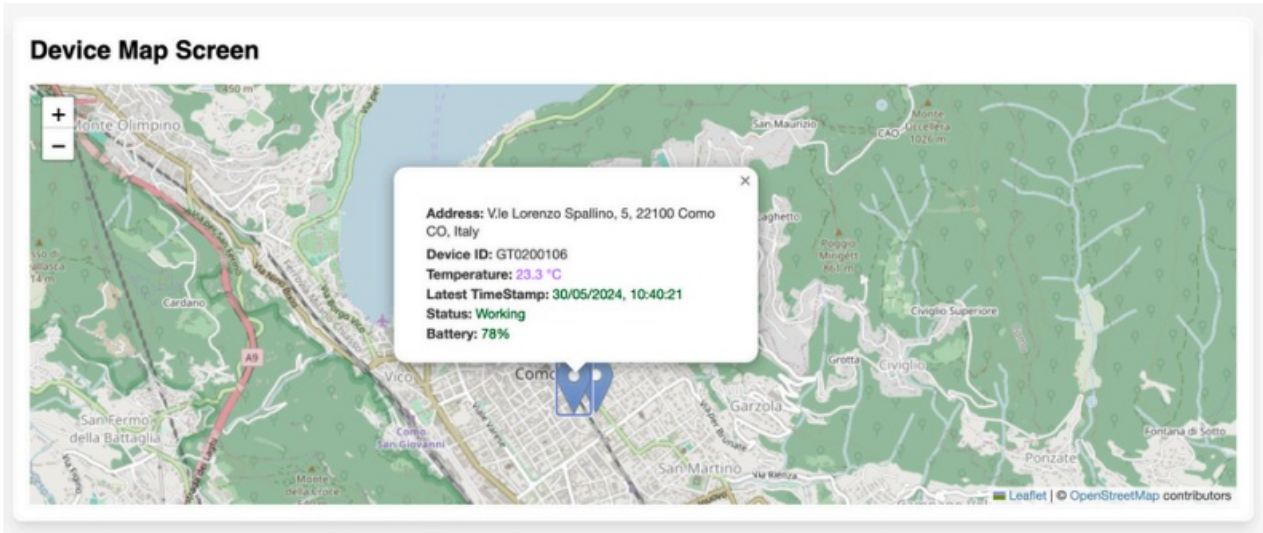 Device Map Screen
+
−
450 m
Monte Olimpino
San Maurizio
CAO
Monte
Uccellera
1026 m
×
Address: V.le Lorenzo Spallino, 5, 22100 Como
CO, Italy
Device ID: GT0200106
Temperature: 23.3 °C
Latest TimeStamp: 30/05/2024, 10:40:21
Status: Working
Battery: 78%
Poggio
861 m
Cardano
Civiglio Superiore
A9
Grotta
Civiglio
Vico
Como
Garzola
San Fermo
della Battaglia
Como
San Giovanni
Fontana di Sotto
Ponzate
San Martino
Monte
della Croce
Leaflet | © OpenStreetMap contributors